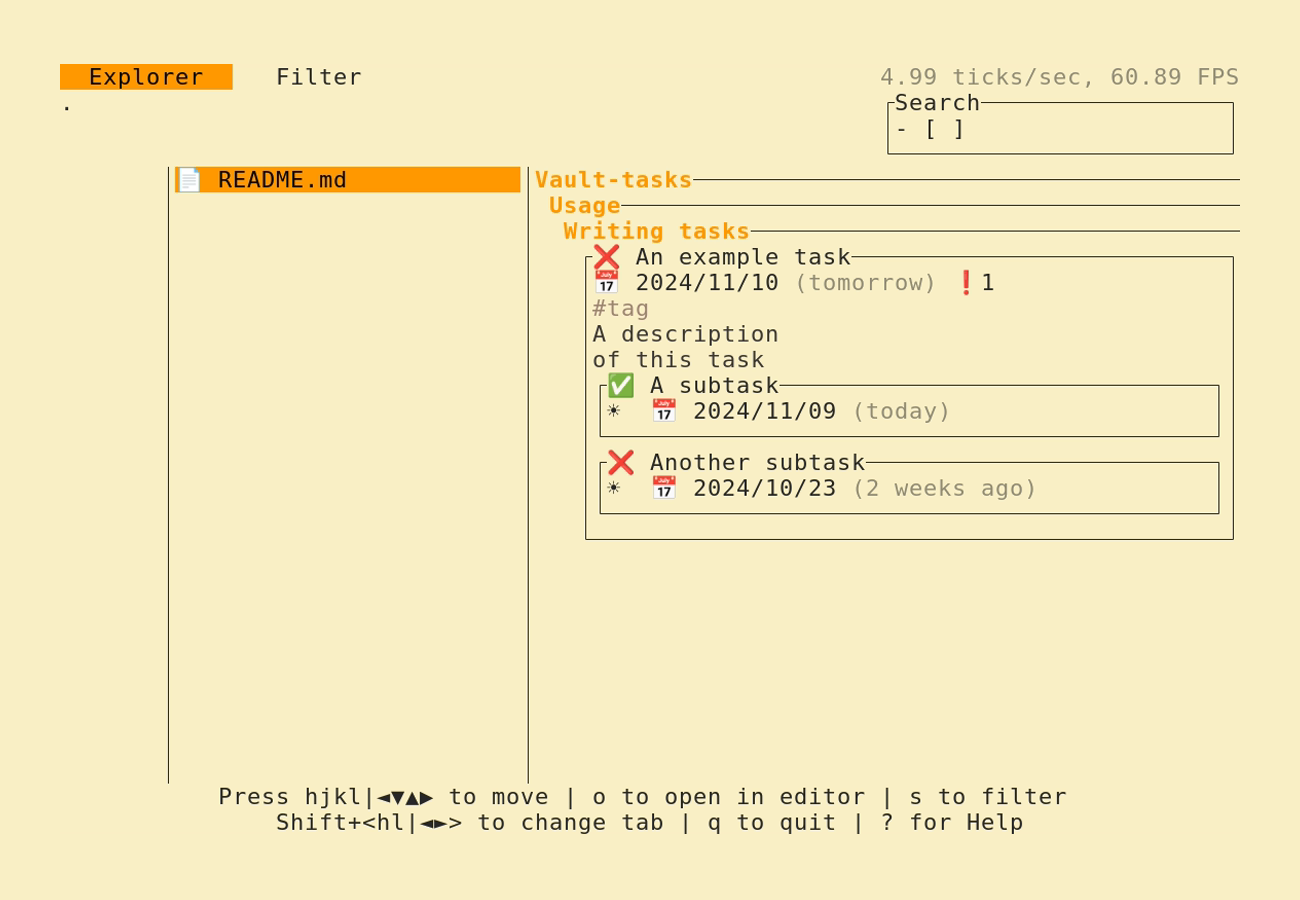 Explorer   Filter   4.99 ticks/sec, 60.89 FPS
.
Search
- [ ]
📄 README.md
Vault-tasks
Usage
Writing tasks
❌ An example task
📅 2024/11/10 (tomorrow) ❗1
#tag
A description
of this task
✅ A subtask
☀ 📅 2024/11/09 (today)
❌ Another subtask
☀ 📅 2024/10/23 (2 weeks ago)
Press hjkl|◄▼▲▶ to move | o to open in editor | s to filter
Shift+<hl|◄►> to change tab | q to quit | ? for Help